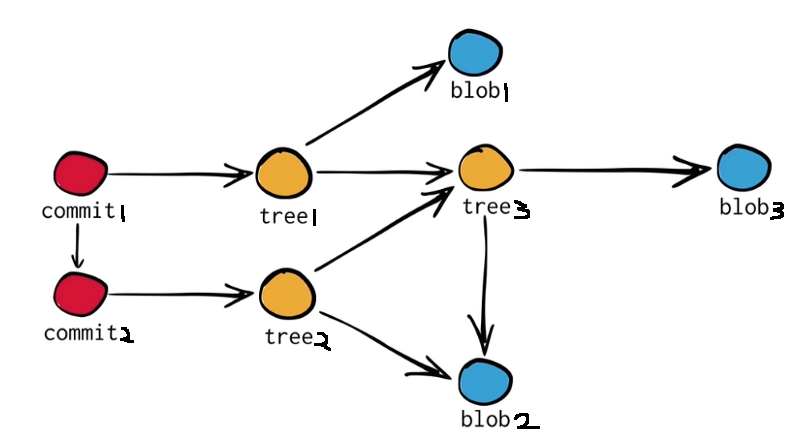 blob1
commit1
tree1
tree3
blob3
commit2
tree2
blob2